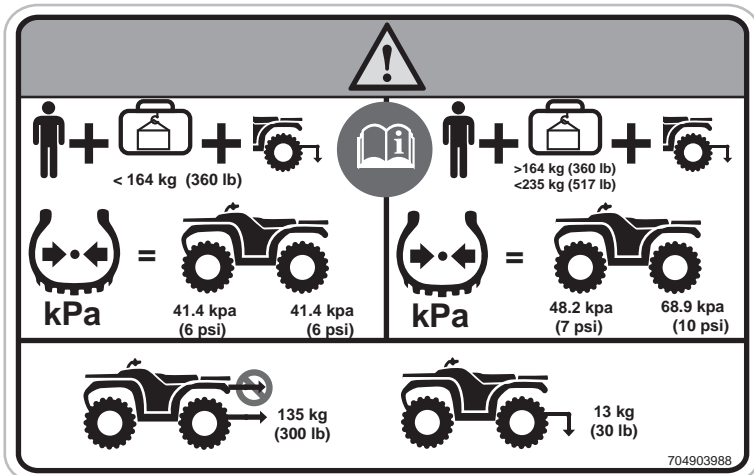 < 164 kg (360 lb)
>164 kg (360 lb)
<235 kg (517 lb)
=
kPa
41.4 kpa
(6 psi)
41.4 kpa
(6 psi)
=
kPa
48.2 kpa
(7 psi)
68.9 kpa
(10 psi)
135 kg
(300 lb)
13 kg
(30 lb)
704903988